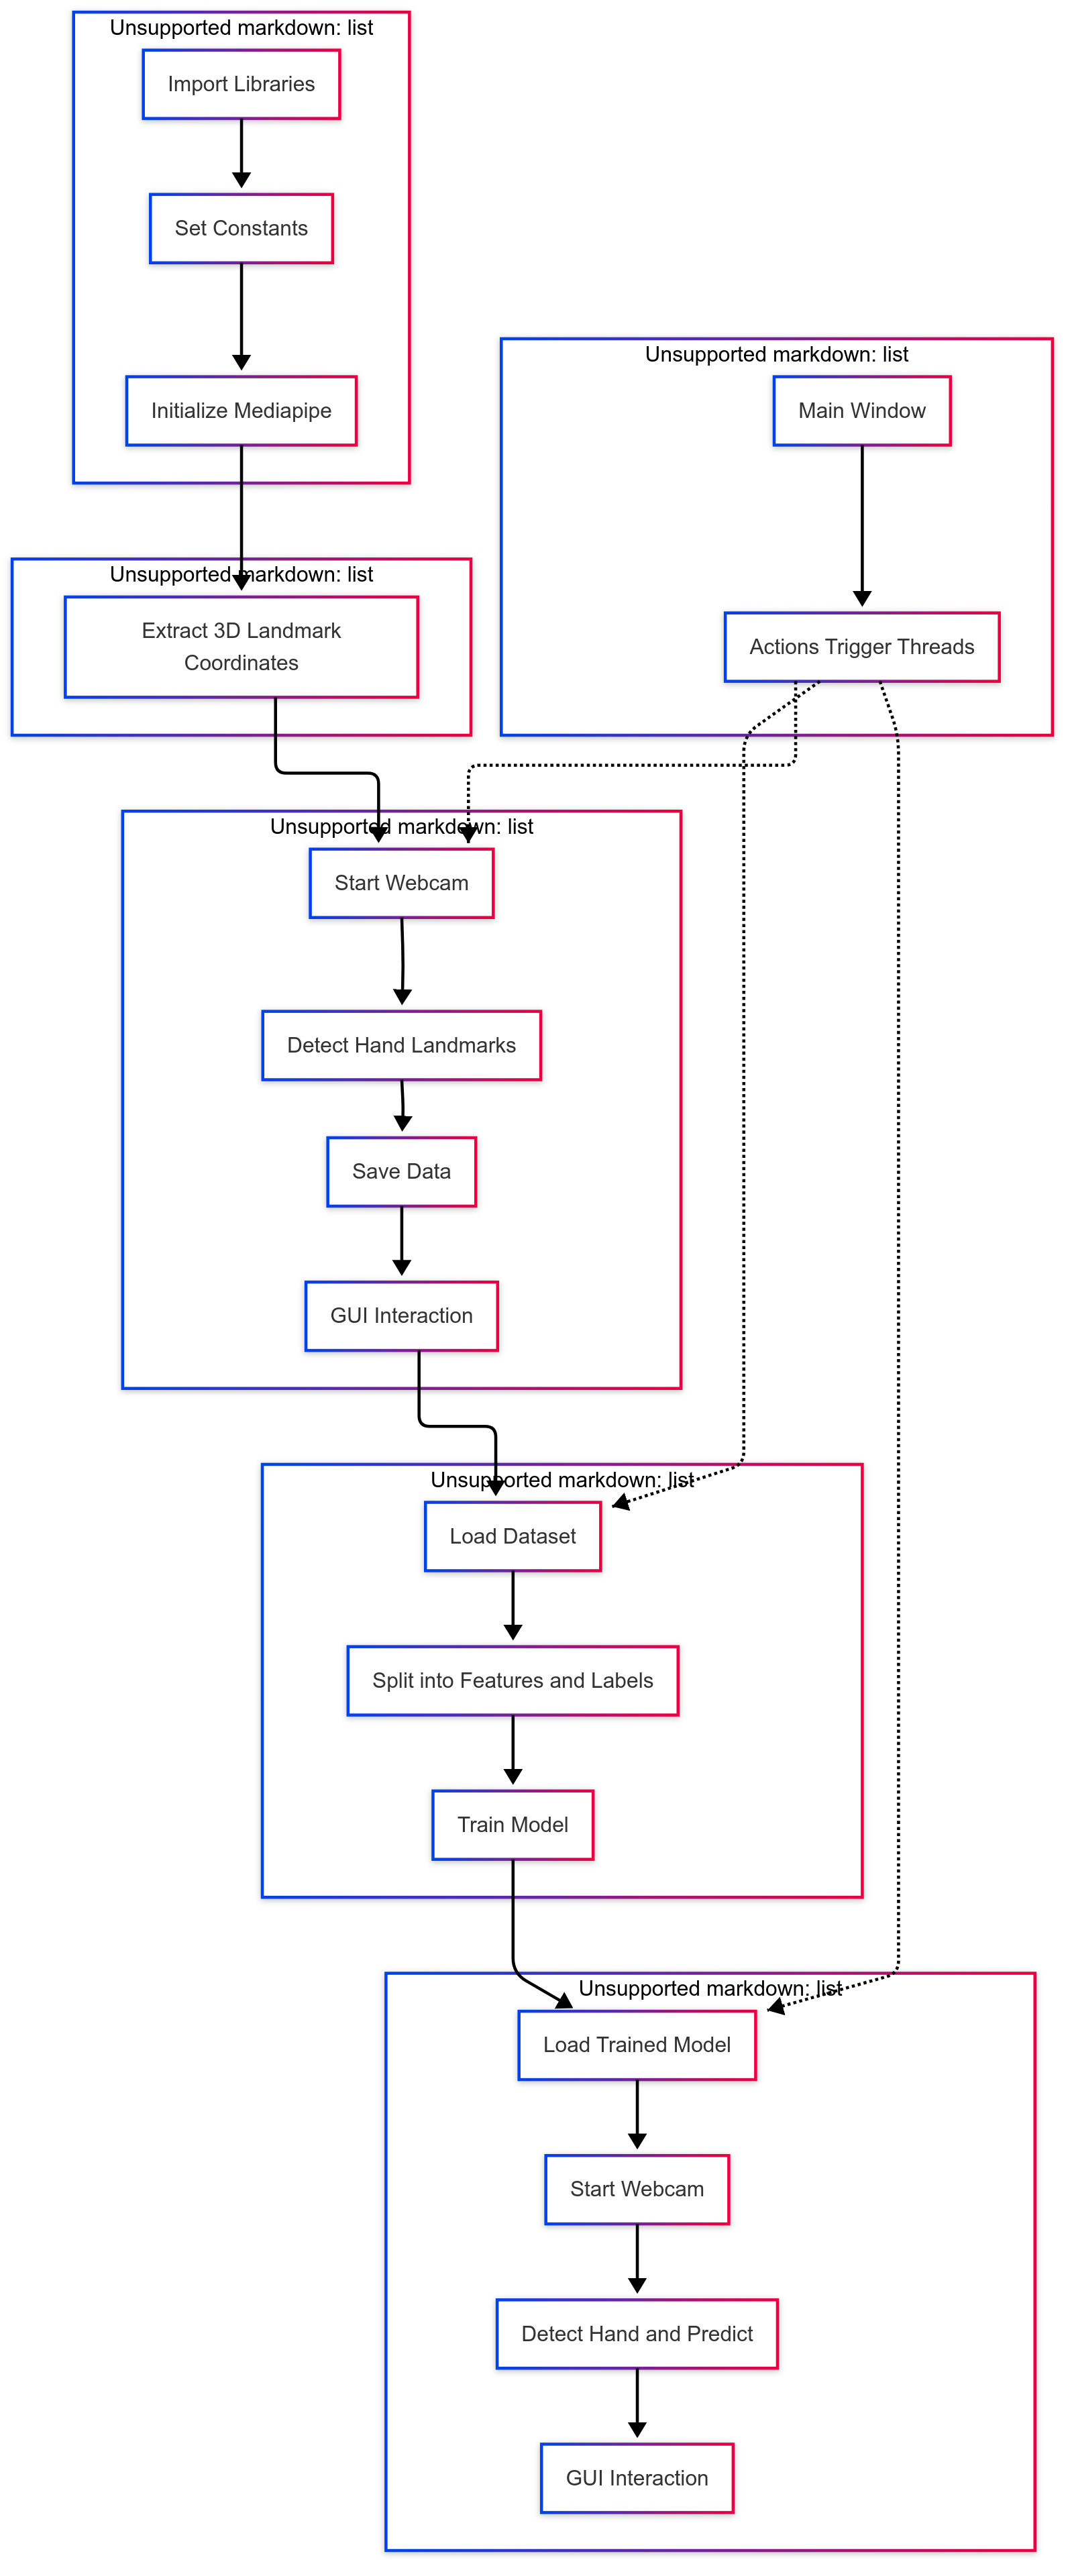 Unsupported markdown: list
Import Libraries
Set Constants
Initialize Mediapipe
Unsupported markdown: list
Main Window
Actions Trigger Threads
Unsupported markdown: list
Extract 3D Landmark
Coordinates
Unsupported markdown: list
Start Webcam
Detect Hand Landmarks
Save Data
GUI Interaction
Unsupported markdown: list
Load Dataset
Split into Features and Labels
Train Model
Unsupported markdown: list
Load Trained Model
Start Webcam
Detect Hand and Predict
GUI Interaction